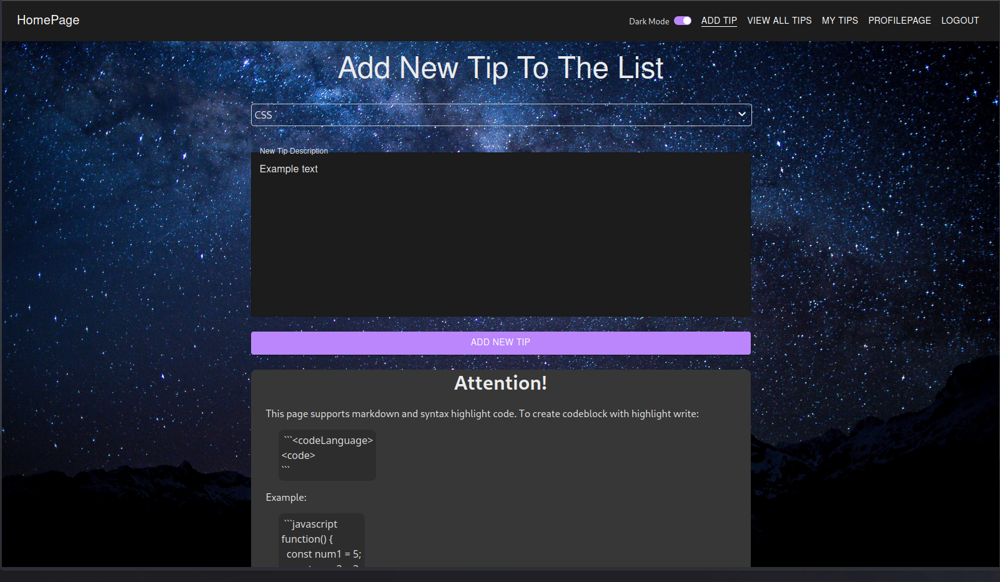 HomePage
Dark Mode ADD TIP VIEW ALL TIPS MY TIPS PROFILEPAGE LOGOUT
Add New Tip To The List
CSS
New Tip Description
Example text
ADD NEW TIP
Attention!
This page supports markdown and syntax highlight code. To create codeblock with highlight write:
```<codeLanguage>
<code>
```
Example:
```javascript
function() {
const num1 = 5;